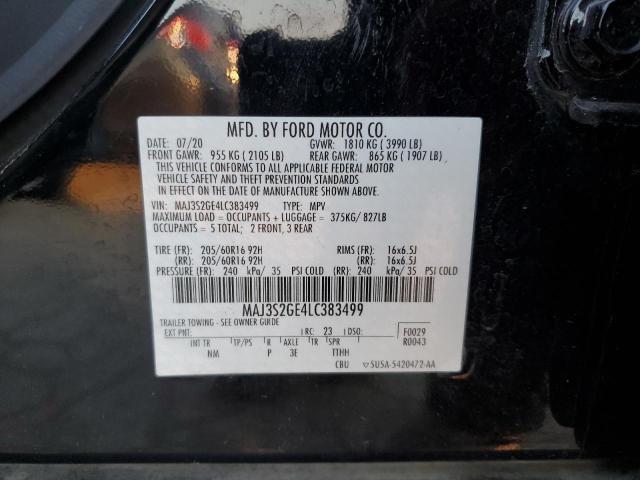 MFD. BY FORD MOTOR CO.
DATE: 07/20 GVWR: 1810 KG ( 3990 LB)
FRONT GAWR: 955 KG ( 2105 LB) REAR GAWR: 865 KG ( 1907 LB)
THIS VEHICLE CONFORMS TO ALL APPLICABLE FEDERAL MOTOR
VEHICLE SAFETY AND THEFT PREVENTION STANDARDS
IN EFFECT ON THE DATE OF MANUFACTURE SHOWN ABOVE.
VIN: MAJ3S2GE4LC383499 TYPE: MPV
MAXIMUM LOAD = OCCUPANTS + LUGGAGE = 375KG/ 827LB
OCCUPANTS = 5 TOTAL; 2 FRONT, 3 REAR
TIRE (FR): 205/60R16 92H RIMS (FR): 16x6.5J
(RR): 205/60R16 92H (RR): 16x6.5J
PRESSURE (FR): 240 kPa/ 35 PSI COLD (RR): 240 kPa/ 35 PSI COLD
MAJ3S2GE4LC383499
TRAILER TOWING - SEE OWNER GUIDE
EXT PNT: RC: 23 DSO: F0029
INT TR TP/PS R AXLE TR SPR R0043
NM P 3E TTHH
CBU ▽SUSA-5420472-AA